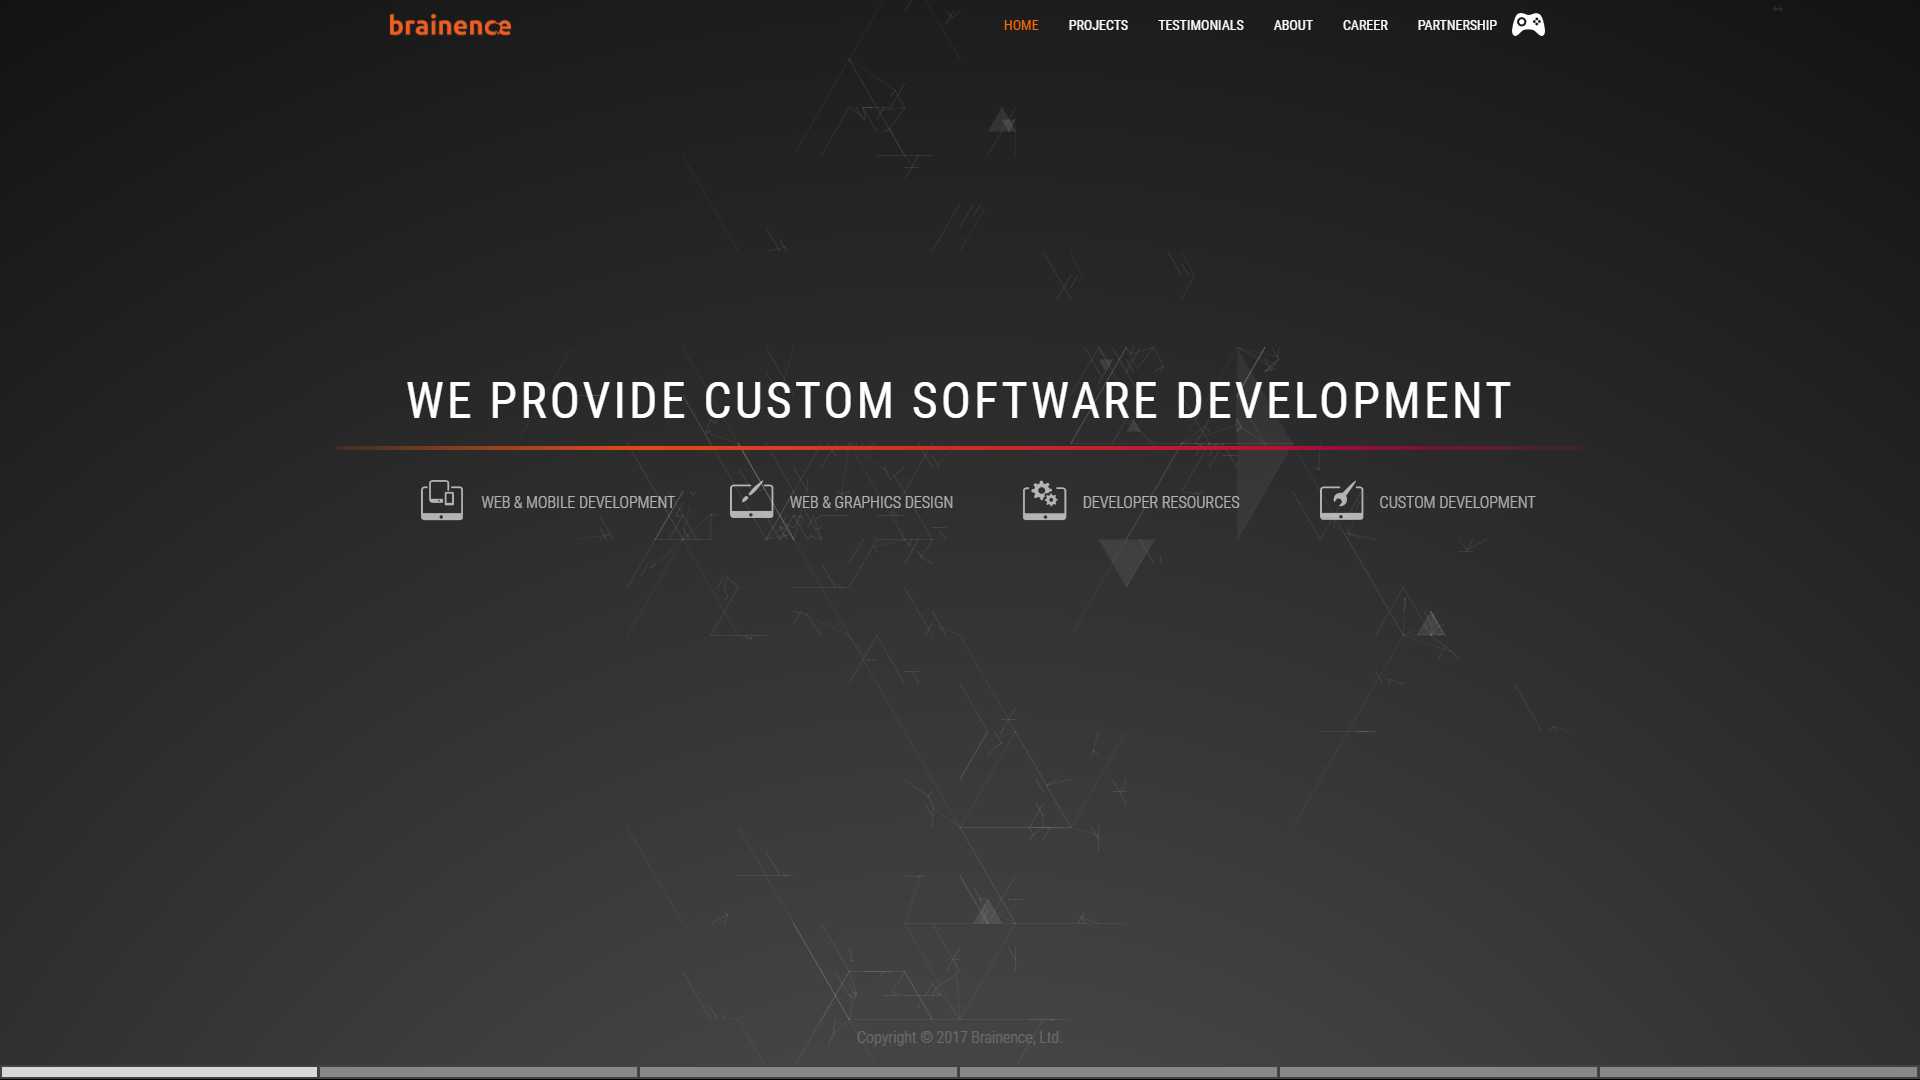 brainence
HOME PROJECTS TESTIMONIALS ABOUT CAREER PARTNERSHIP
WE PROVIDE CUSTOM SOFTWARE DEVELOPMENT
WEB & MOBILE DEVELOPMENT WEB & GRAPHICS DESIGN DEVELOPER RESOURCES CUSTOM DEVELOPMENT
Copyright © 2017 Brainence, Ltd.